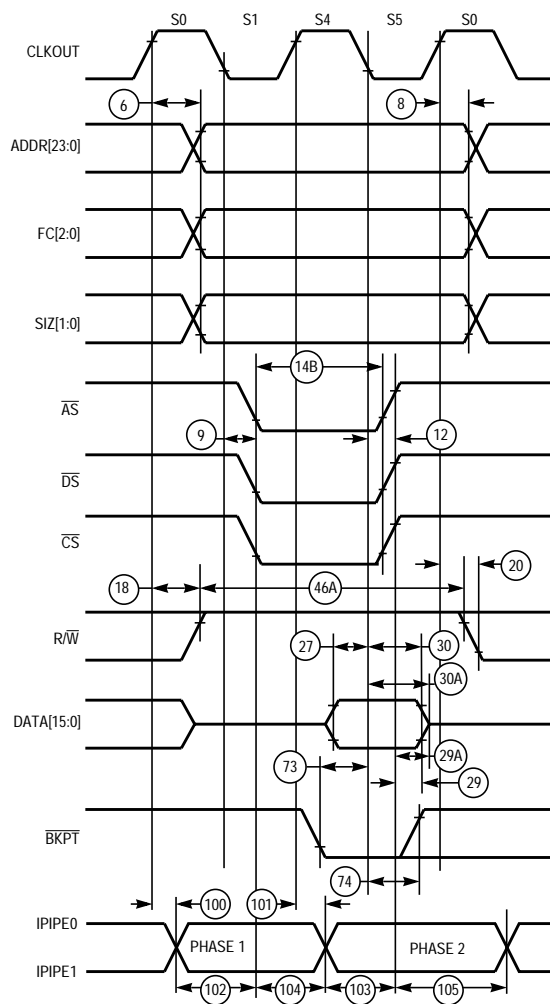 S0 S1 S4 S5 S0
CLKOUT
6 8
ADDR[23:0]
FC[2:0]
SIZ[1:0]
14B
AS
9 12
DS
CS
18 46A 20
R/W
27 30
30A
DATA[15:0]
29A
73 29
BKPT
74
100 101
IPIPE0
PHASE 1 PHASE 2
IPIPE1
102 104 103 105